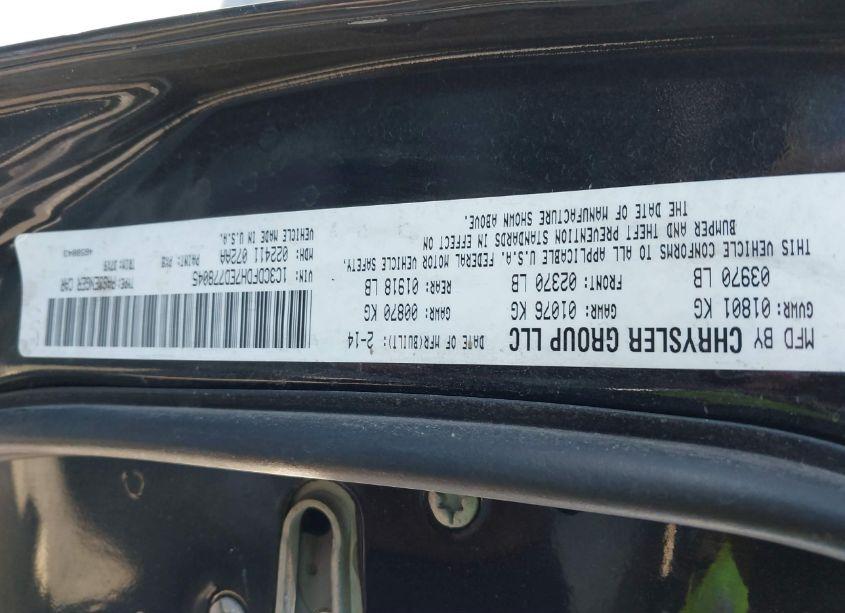 MFD BY CHRYSLER GROUP LLC DATE OF MFR(BUILT): 2-14
GVWR: 01801 KG GAWR: 01076 KG GAWR: 00870 KG
03970 LB FRONT: 02370 LB REAR: 01918 LB
THIS VEHICLE CONFORMS TO ALL APPLICABLE U.S.A. FEDERAL MOTOR VEHICLE SAFETY,
BUMPER AND THEFT PREVENTION STANDARDS IN EFFECT ON
THE DATE OF MANUFACTURE SHOWN ABOVE.
VIN: 1C3CDFDH7ED778045 TYPE: PASSENGER CAR
MDH: 022411 072AA PAINT: TRIM:
VEHICLE MADE IN U.S.A.